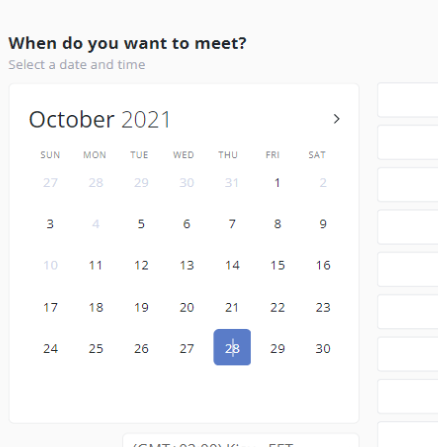 When do you want to meet?
Select a date and time
October 2021 >
SUN MON TUE WED THU FRI SAT
27 28 29 30 31 1 2
3 4 5 6 7 8 9
10 11 12 13 14 15 16
17 18 19 20 21 22 23
24 25 26 27 28 29 30